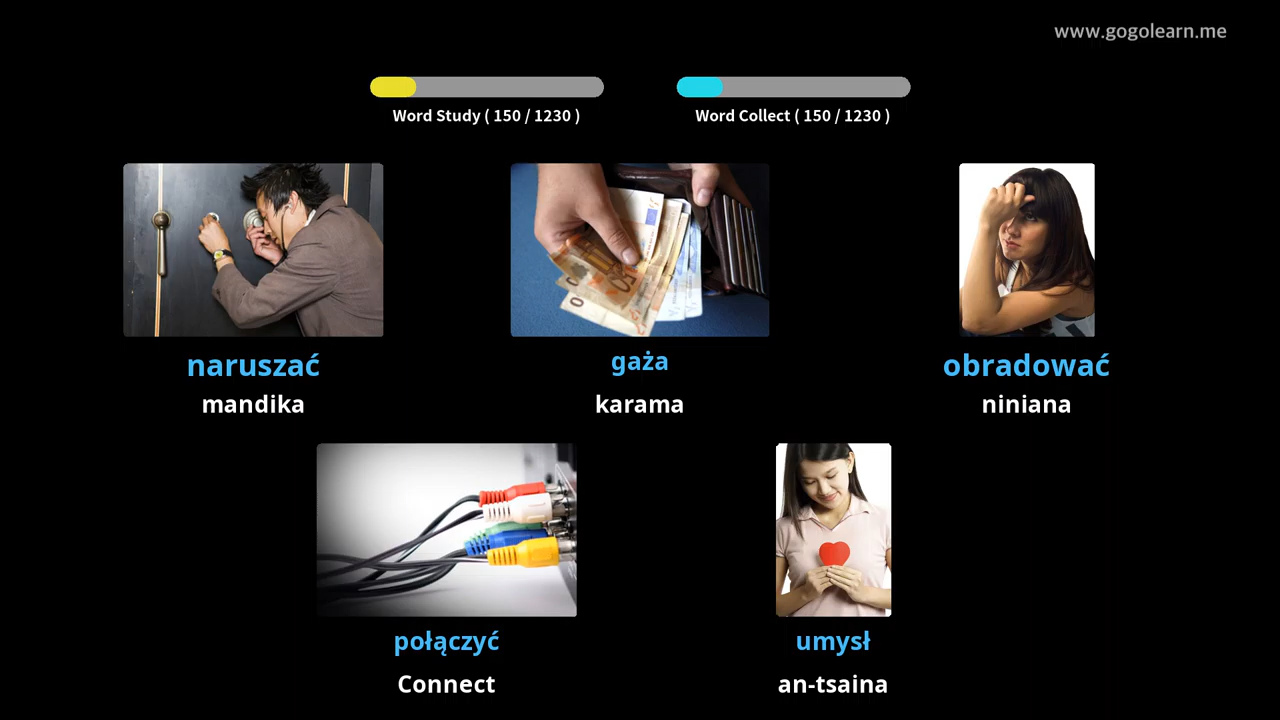 www.gogolearn.me
Word Study ( 150 / 1230 )
Word Collect ( 150 / 1230 )
naruszać
mandika
gaża
karama
obradować
niniana
połączyć
Connect
umysł
an-tsaina